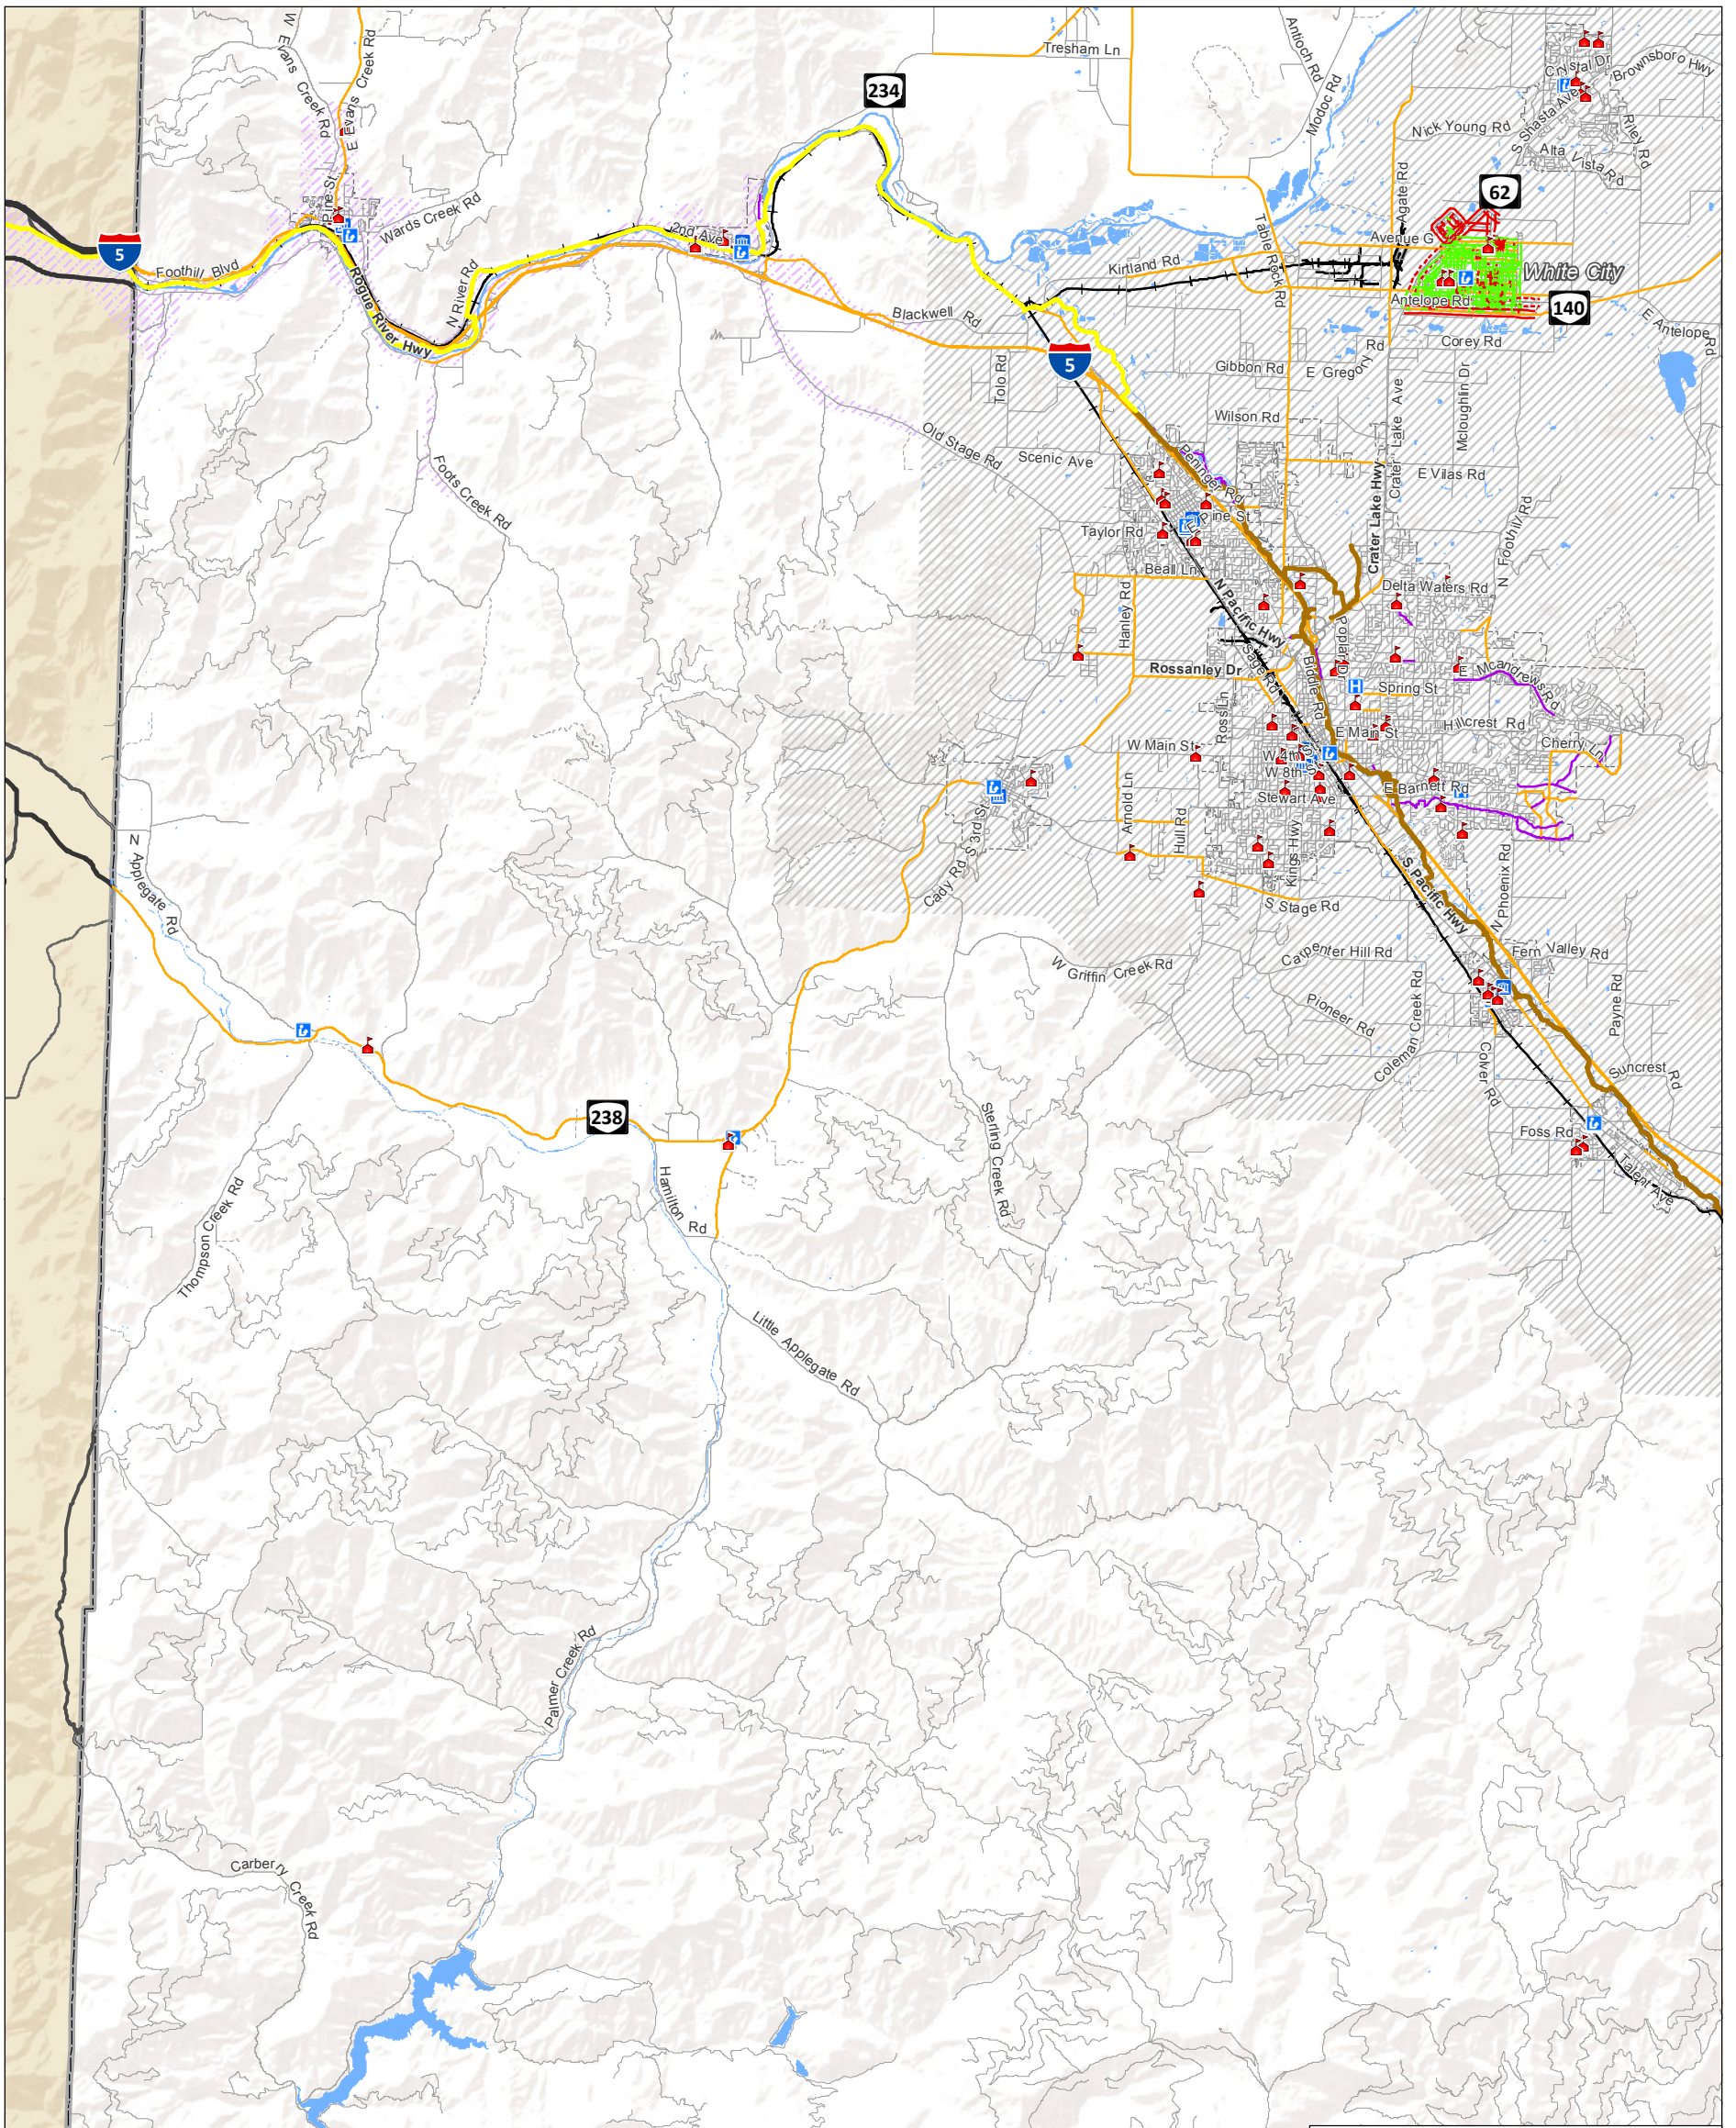 W Evans Creek Rd
E Evans Creek Rd
Pine St
Wards Creek Rd
5
Foothill Blvd
Rogue River Hwy
N River Rd
2nd Ave
234
Tresham Ln
Antioch Rd
Modoc Rd
Agate Rd
Nick Young Rd
Crystal Dr
Brownsboro Hwy
S Shasta Ave
Riley Rd
Alta Vista Rd
62
Avenue G
White City
Antelope Rd
140
Table Rock Rd
Kirtland Rd
Blackwell Rd
Tolo Rd
5
Gibbon Rd
E Gregory Rd
Corey Rd
E Antelope Rd
Wilson Rd
Crater Lake Ave
Mcloughlin Dr
Old Stage Rd
Scenic Ave
Peninger Rd
E Vilas Rd
Foots Creek Rd
Taylor Rd
E Pine St
Crater Lake Hwy
N Foothill Rd
Beall Ln
Delta Waters Rd
Hanley Rd
N Pacific Hwy
Sage Rd
Poplar Dr
Rossanley Dr
Biddle Rd
E Mcandrews Rd
Spring St
Ross Ln
Hillcrest Rd
W Main St
E Main St
Cherry Ln
W 4th
W 8th
E Barnett Rd
Stewart Ave
Arnold Ln
Hull Rd
Kings Hwy
Cady Rd
S 3rd St
N Applegate Rd
S Pacific Hwy
N Phoenix Rd
S Stage Rd
Carpenter Hill Rd
Fern Valley Rd
W Griffin Creek Rd
Pioneer Rd
Coleman Creek Rd
Payne Rd
Colver Rd
Suncrest Rd
238
Sterling Creek Rd
Foss Rd
Talent Ave
Thompson Creek Rd
Hamilton Rd
Little Applegate Rd
Palmer Creek Rd
Carberry Creek Rd